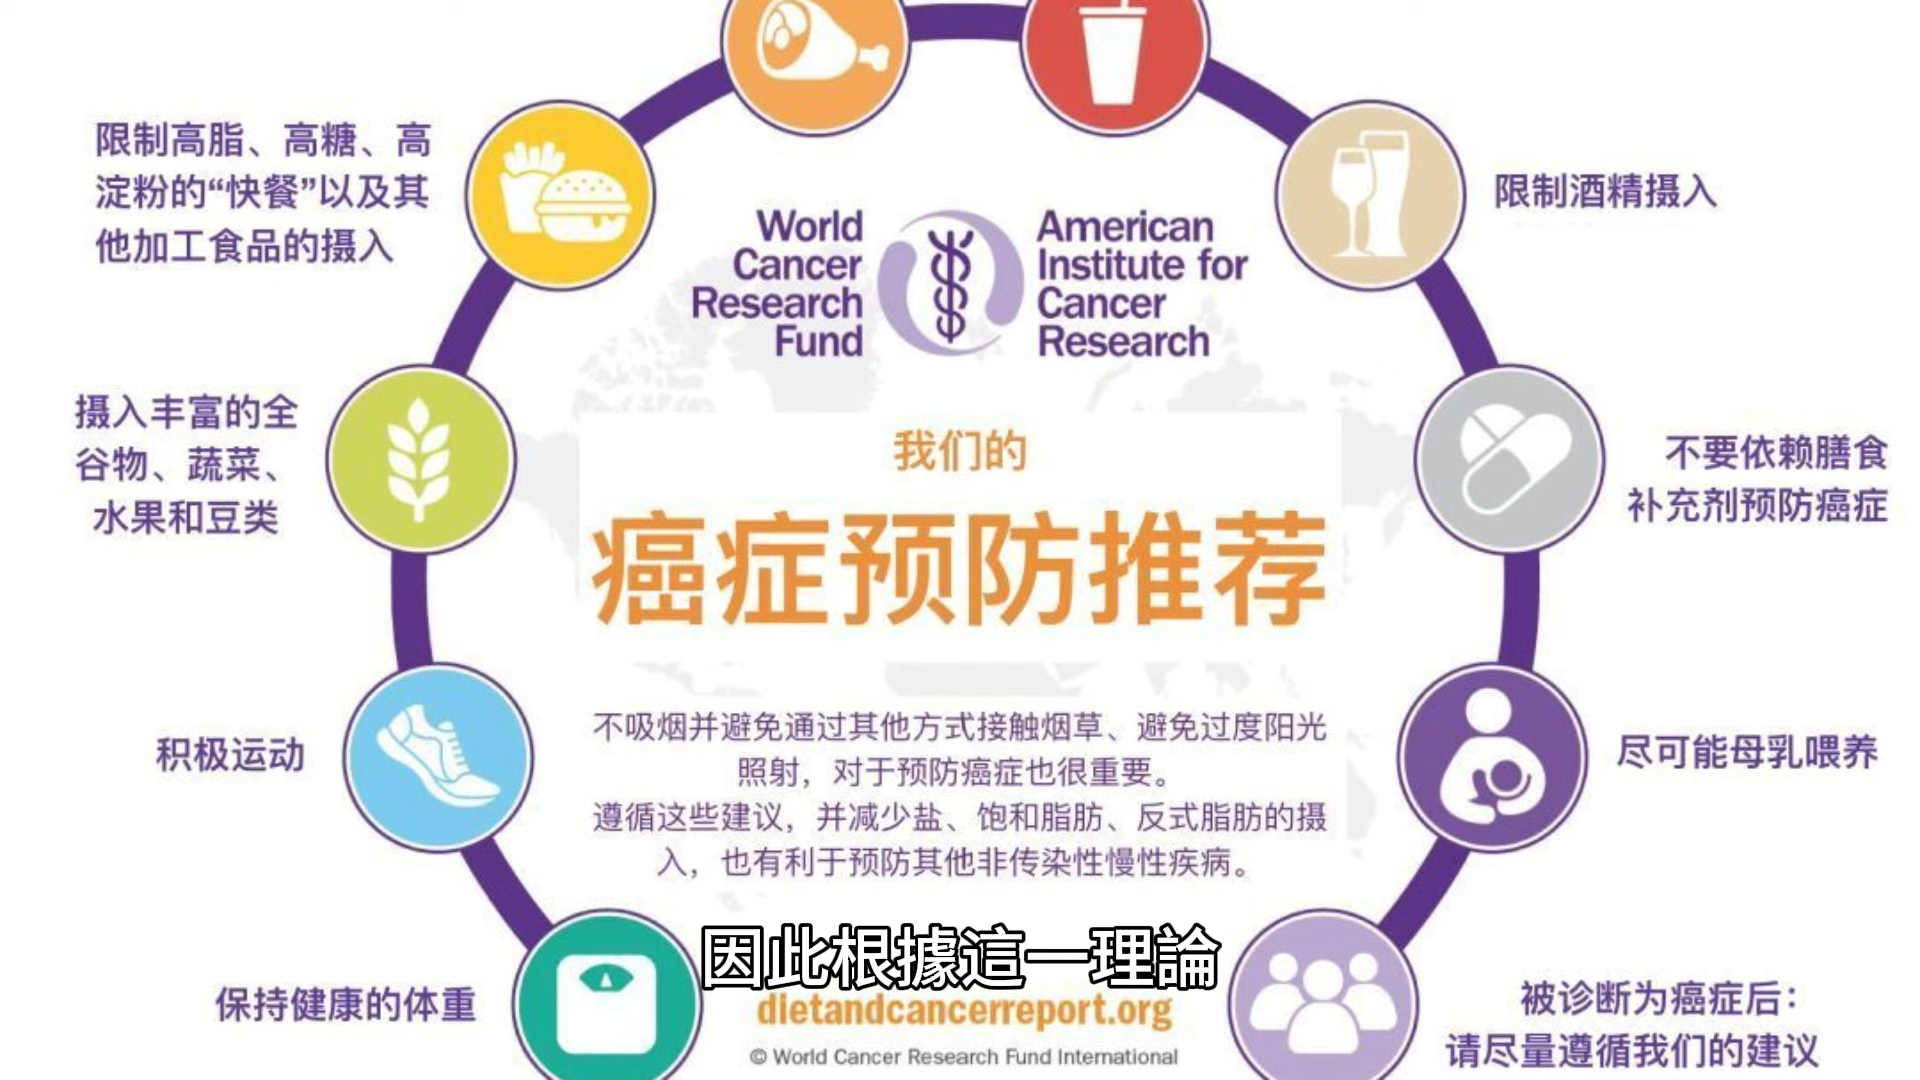 限制高脂、高糖、高
淀粉的“快餐”以及其
他加工食品的摄入
限制酒精摄入
World
Cancer
Research
Fund
American
Institute for
Cancer
Research
摄入丰富的全
谷物、蔬菜、
水果和豆类
我们的
癌症预防推荐
不要依赖膳食
补充剂预防癌症
积极运动
不吸烟并避免通过其他方式接触烟草、避免过度阳光
照射，对于预防癌症也很重要。
遵循这些建议，并减少盐、饱和脂肪、反式脂肪的摄
入，也有利于预防其他非传染性慢性疾病。
尽可能母乳喂养
保持健康的体重
因此根據這一理論
dietandcancerreport.org
© World Cancer Research Fund International
被诊断为癌症后：
请尽量遵循我们的建议